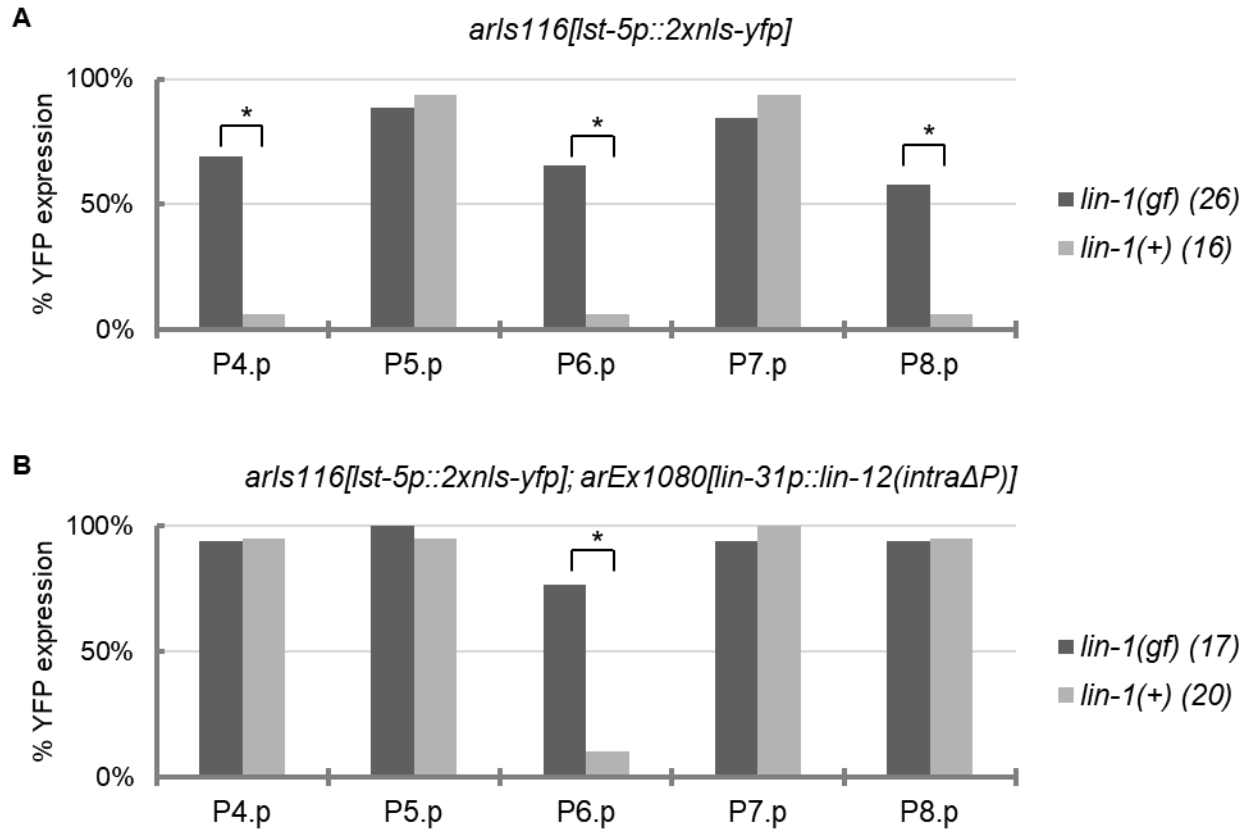 A
arIs116[lst-5p::2xnls-yfp]
% YFP expression
100%
50%
0%
*
*
*
P4.p P5.p P6.p P7.p P8.p
lin-1(gf) (26)
lin-1(+) (16)
B
arIs116[lst-5p::2xnls-yfp]; arEx1080[lin-31p::lin-12(intraΔP)]
% YFP expression
100%
50%
0%
*
P4.p P5.p P6.p P7.p P8.p
lin-1(gf) (17)
lin-1(+) (20)